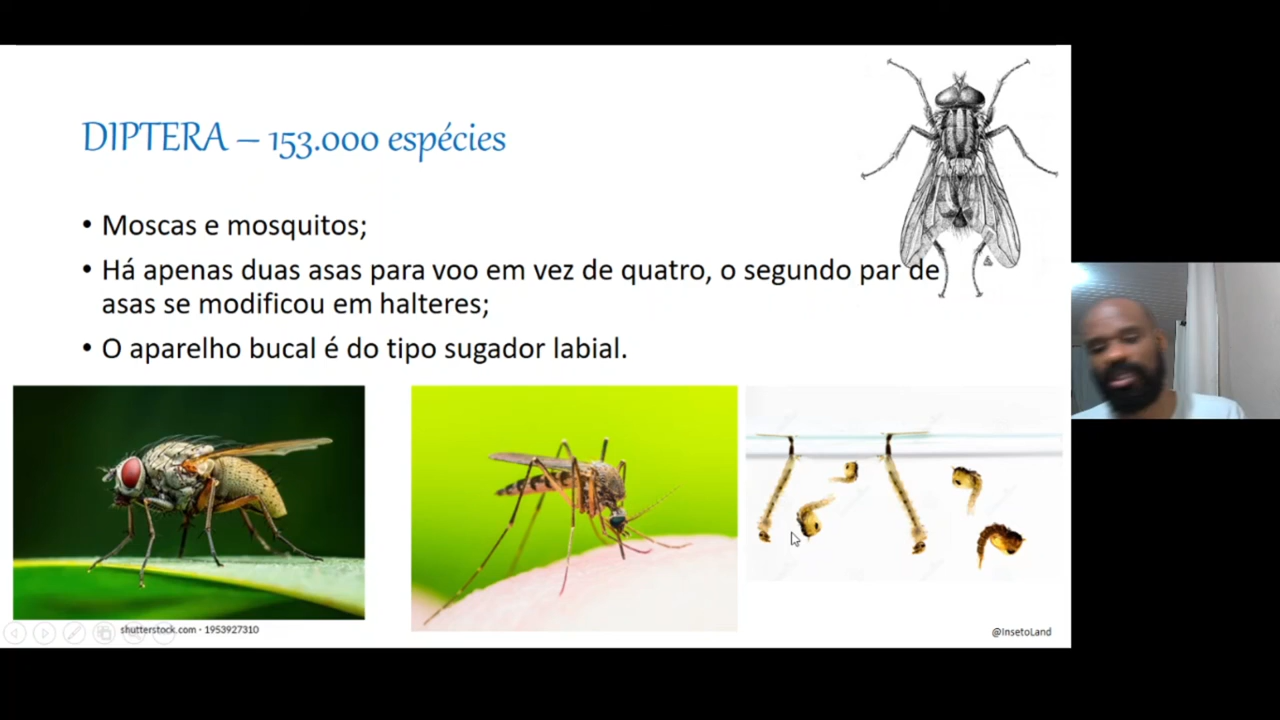 DIPTERA – 153.000 espécies
• Moscas e mosquitos;
• Há apenas duas asas para voo em vez de quatro, o segundo par de
asas se modificou em halteres;
• O aparelho bucal é do tipo sugador labial.
shutterstock.com · 1953927310
@InsetoLand